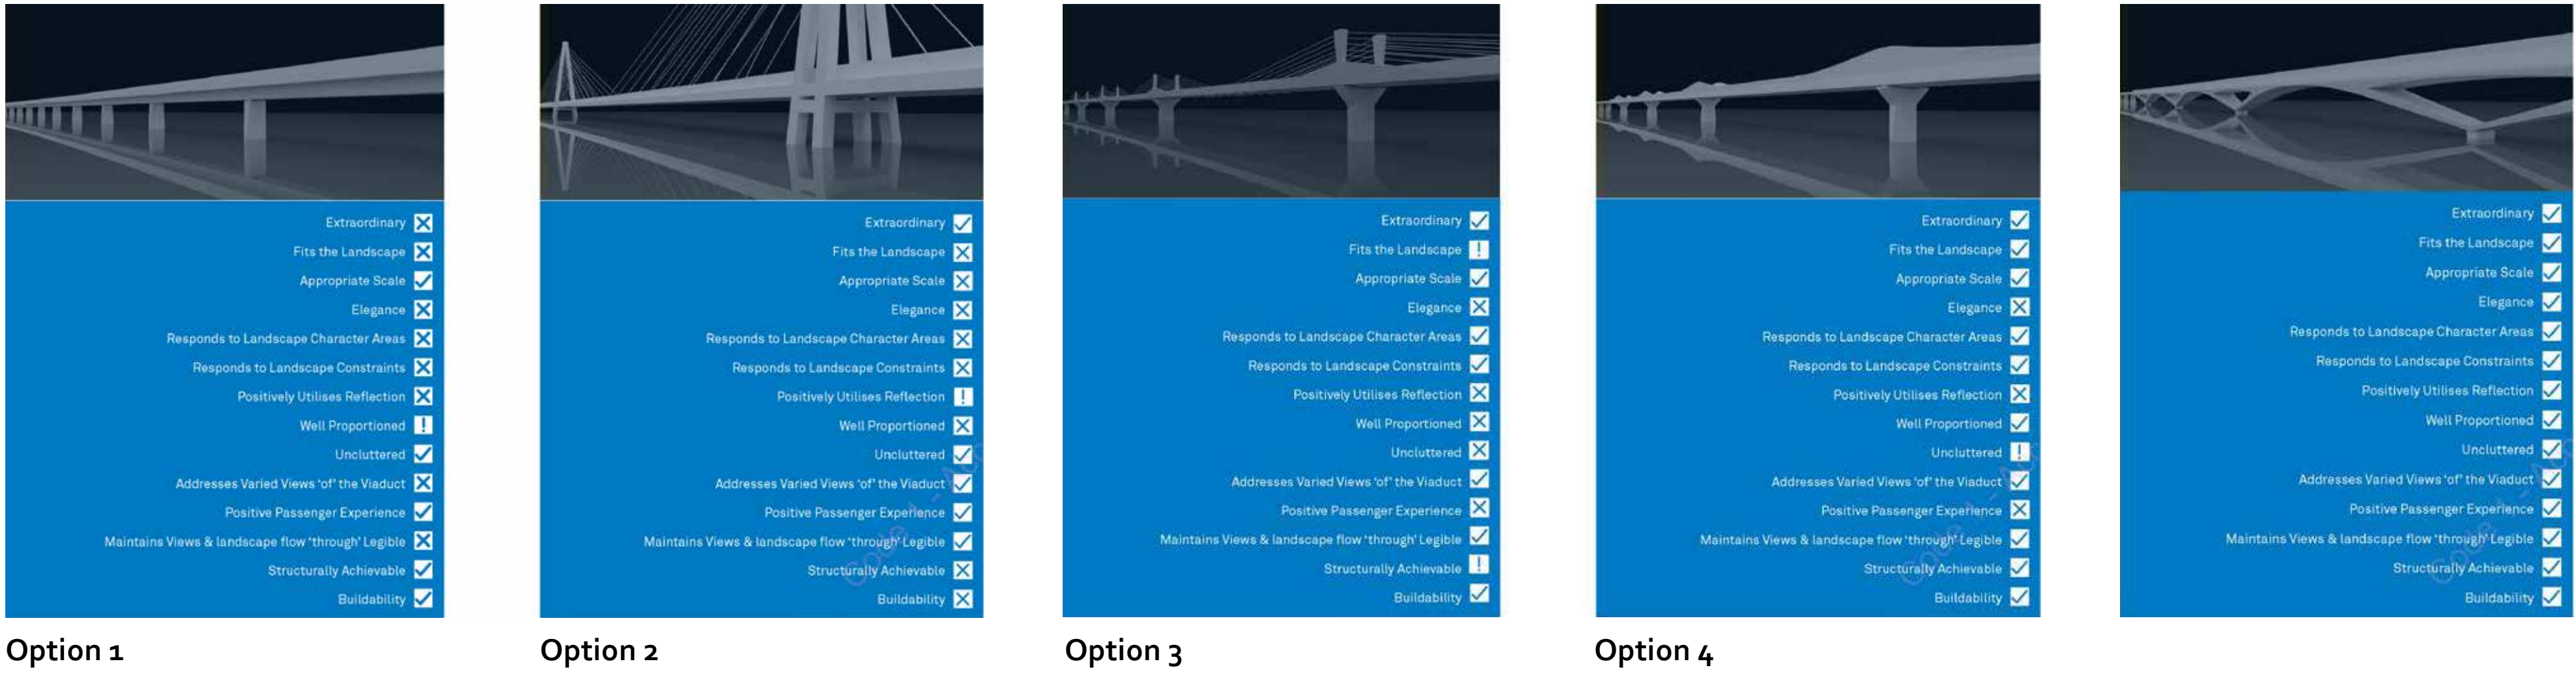 Extraordinary
Fits the Landscape
Appropriate Scale
Elegance
Responds to Landscape Character Areas
Responds to Landscape Constraints
Positively Utilises Reflection
Well Proportioned
Uncluttered
Addresses Varied Views 'of' the Viaduct
Positive Passenger Experience
Maintains Views & landscape flow 'through' Legible
Structurally Achievable
Buildability
Option 1
Extraordinary
Fits the Landscape
Appropriate Scale
Elegance
Responds to Landscape Character Areas
Responds to Landscape Constraints
Positively Utilises Reflection
Well Proportioned
Uncluttered
Addresses Varied Views 'of' the Viaduct
Positive Passenger Experience
Maintains Views & landscape flow 'through' Legible
Structurally Achievable
Buildability
Option 2
Extraordinary
Fits the Landscape
Appropriate Scale
Elegance
Responds to Landscape Character Areas
Responds to Landscape Constraints
Positively Utilises Reflection
Well Proportioned
Uncluttered
Addresses Varied Views 'of' the Viaduct
Positive Passenger Experience
Maintains Views & landscape flow 'through' Legible
Structurally Achievable
Buildability
Option 3
Extraordinary
Fits the Landscape
Appropriate Scale
Elegance
Responds to Landscape Character Areas
Responds to Landscape Constraints
Positively Utilises Reflection
Well Proportioned
Uncluttered
Addresses Varied Views 'of' the Viaduct
Positive Passenger Experience
Maintains Views & landscape flow 'through' Legible
Structurally Achievable
Buildability
Option 4
Extraordinary
Fits the Landscape
Appropriate Scale
Elegance
Responds to Landscape Character Areas
Responds to Landscape Constraints
Positively Utilises Reflection
Well Proportioned
Uncluttered
Addresses Varied Views 'of' the Viaduct
Positive Passenger Experience
Maintains Views & landscape flow 'through' Legible
Structurally Achievable
Buildability